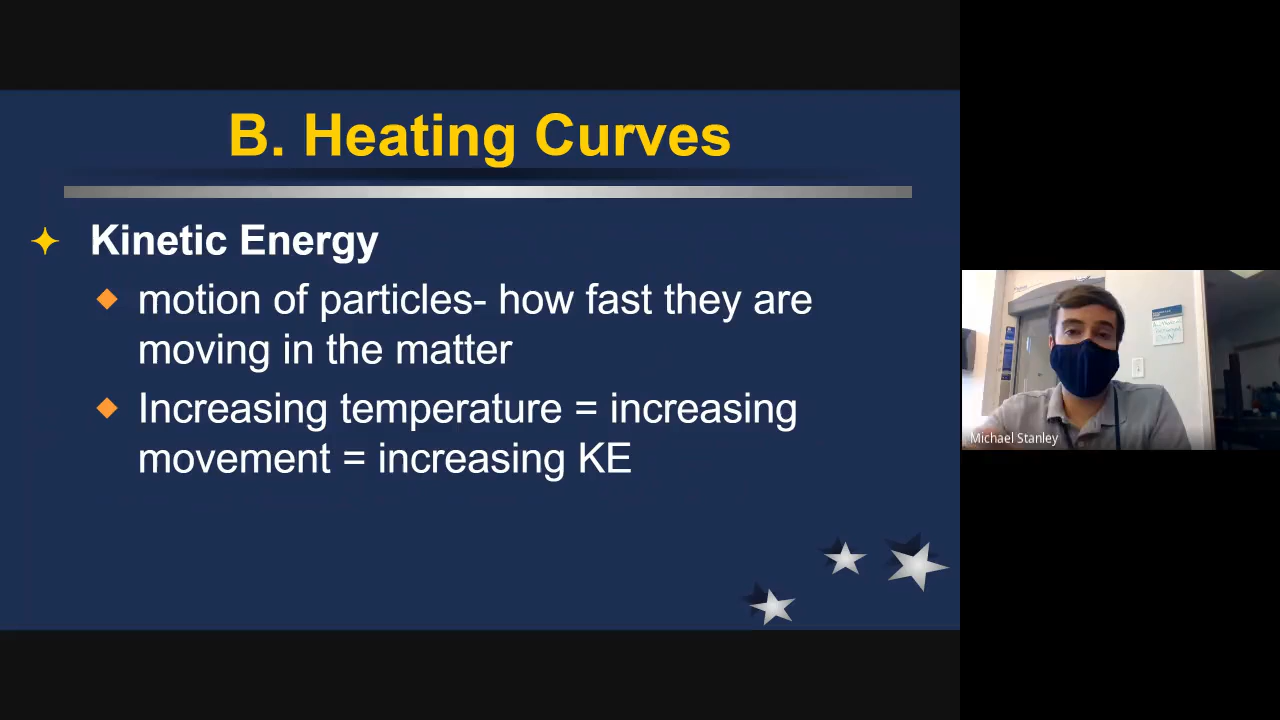 B. Heating Curves
Kinetic Energy
motion of particles- how fast they are
moving in the matter
Increasing temperature = increasing
movement = increasing KE
Michael Stanley